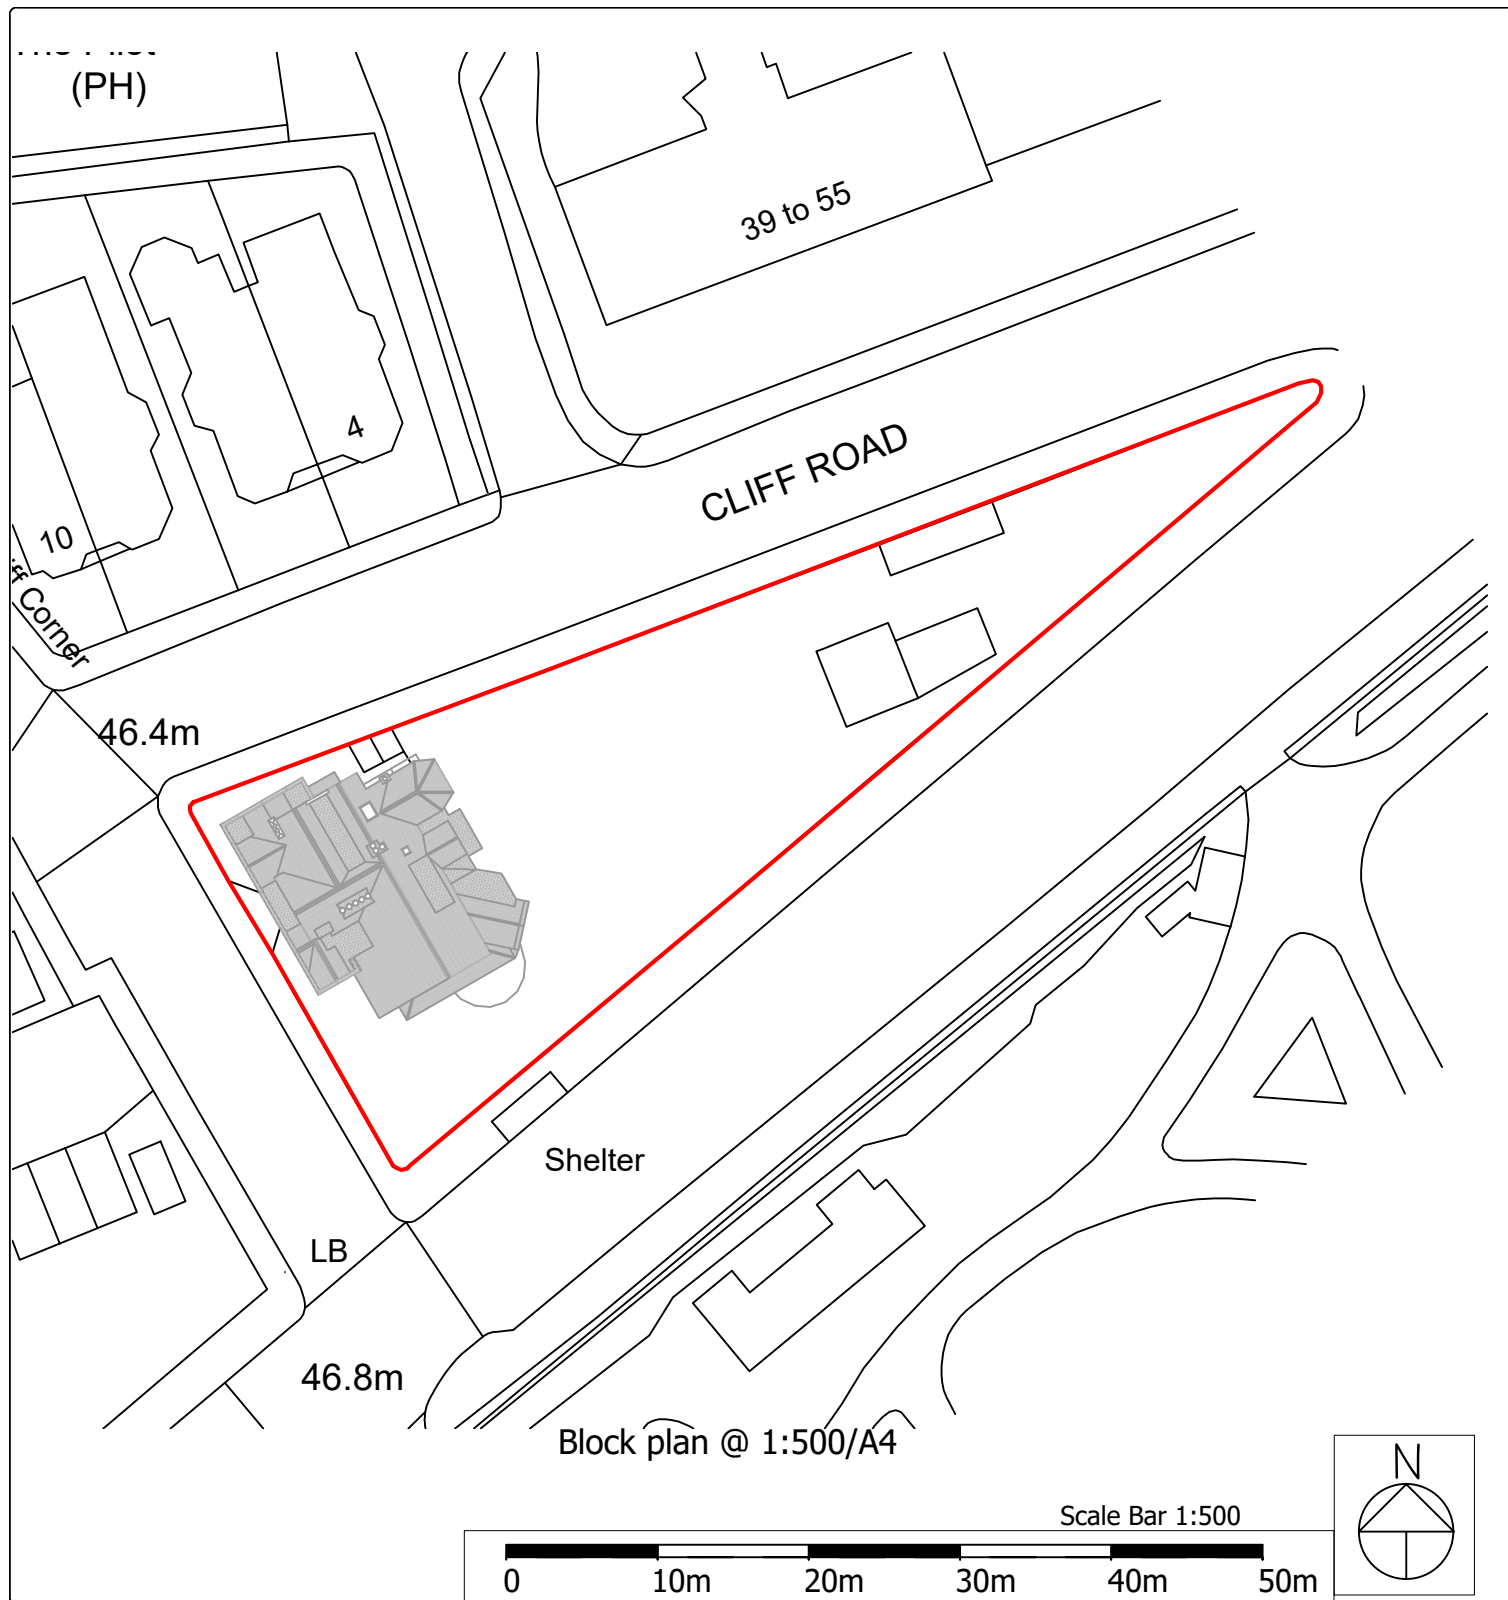 (PH)
39 to 55
4
CLIFF ROAD
10
Corner
46.4m
Shelter
LB
46.8m
Block plan @ 1:500/A4
N
Scale Bar 1:500
0 10m 20m 30m 40m 50m